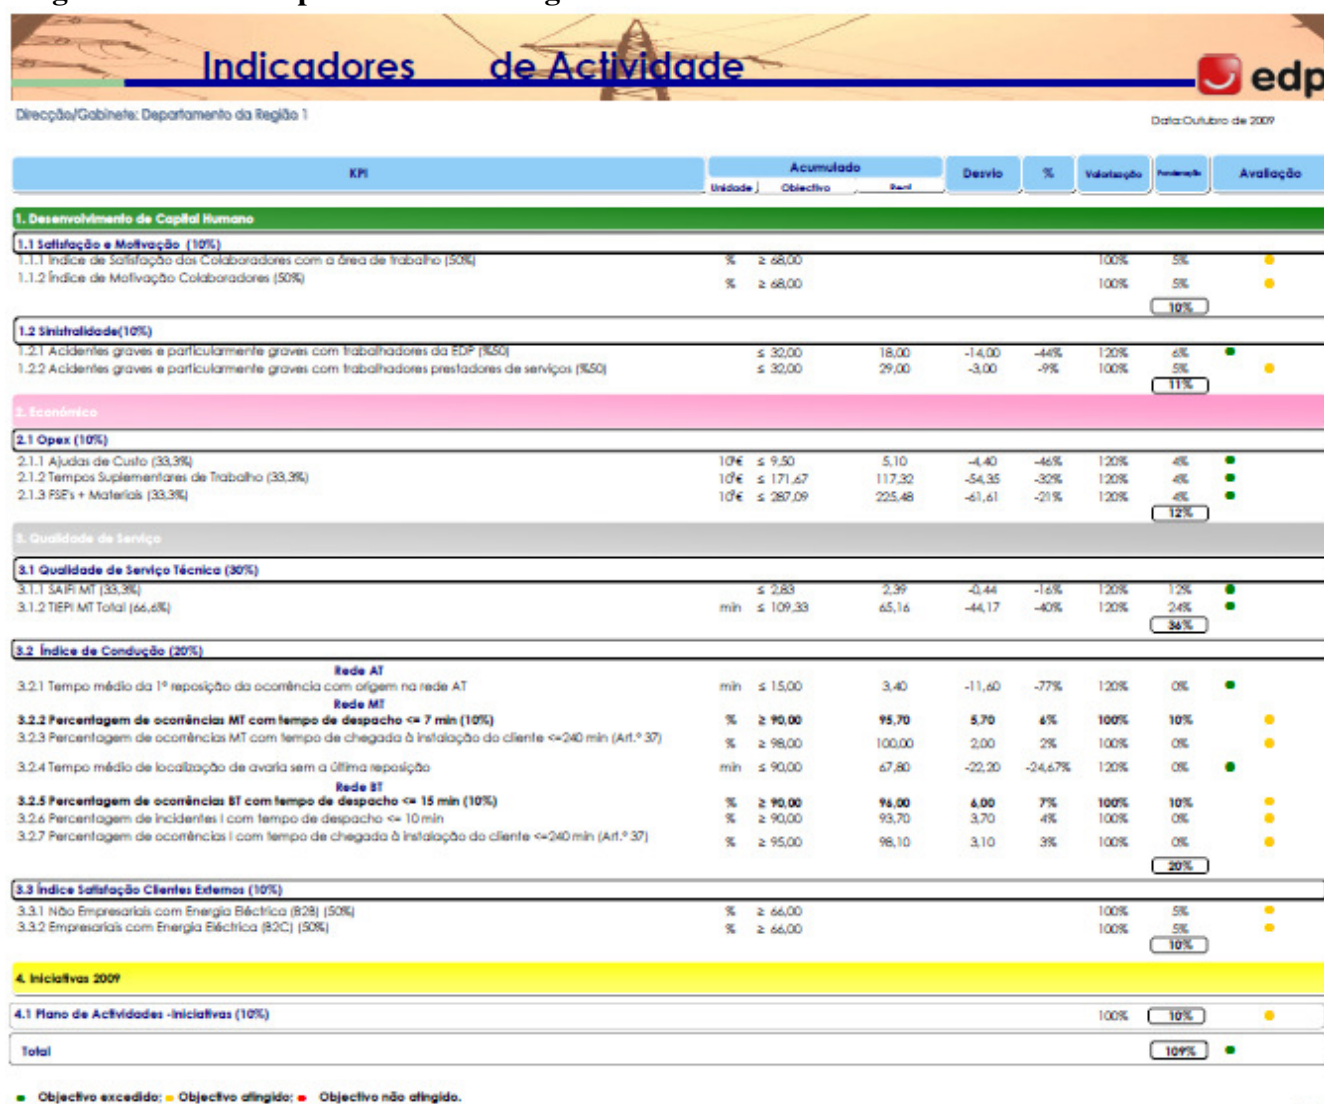 Indicadores de Actividade
edp
Direcção/Gabinete: Departamento da Região 1
Data:Outubro de 2009
KPI Acumulado Desvio % Valorização Ponderação Avaliação
Unidade Objectivo Real
1. Desenvolvimento de Capital Humano
1.1 Satisfação e Motivação (10%)
1.1.1 Índice de Satisfação dos Colaboradores com a área de trabalho (50%) % ≥ 68,00 100% 5%
1.1.2 Índice de Motivação Colaboradores (50%) % ≥ 68,00 100% 5%
10%
1.2 Sinistralidade(10%)
1.2.1 Acidentes graves e particularmente graves com trabalhadores da EDP (%50) ≤ 32,00 18,00 -14,00 -44% 120% 6%
1.2.2 Acidentes graves e particularmente graves com trabalhadores prestadores de serviços (%50) ≤ 32,00 29,00 -3,00 -9% 100% 5%
11%
2. Económico
2.1 Opex (10%)
2.1.1 Ajudas de Custo (33,3%) ≤ 9,50 5,10 -4,40 -46% 120% 4%
2.1.2 Tempos Suplementares de Trabalho (33,3%) ≤ 171,67 117,32 -54,35 -32% 120% 4%
2.1.3 FSE's + Materiais (33,3%) ≤ 287,09 225,48 -61,61 -21% 120% 4%
12%
3. Qualidade de Serviço
3.1 Qualidade de Serviço Técnica (30%)
3.1.1 SAIFI MT (33,3%) ≤ 2,83 2,39 -0,44 -16% 120% 12%
3.1.2 TIEPI MT Total (66,6%) min ≤ 109,33 65,16 -44,17 -40% 120% 24%
36%
3.2 Índice de Condução (20%)
Rede AT
3.2.1 Tempo médio da 1ª reposição da ocorrência com origem na rede AT min ≤ 15,00 3,40 -11,60 -77% 120% 0%
Rede MT
3.2.2 Percentagem de ocorrências MT com tempo de despacho <= 7 min (10%) % ≥ 90,00 95,70 5,70 6% 100% 10%
3.2.3 Percentagem de ocorrências MT com tempo de chegada à instalação do cliente <=240 min (Art.º 37) % ≥ 98,00 100,00 2,00 2% 100% 0%
3.2.4 Tempo médio de localização de avaria sem a última reposição min ≤ 90,00 67,80 -22,20 -24,67% 120% 0%
Rede BT
3.2.5 Percentagem de ocorrências BT com tempo de despacho <= 15 min (10%) % ≥ 90,00 96,00 6,00 7% 100% 10%
3.2.6 Percentagem de incidentes I com tempo de despacho <= 10 min % ≥ 90,00 93,70 3,70 4% 100% 0%
3.2.7 Percentagem de ocorrências I com tempo de chegada à instalação do cliente <=240 min (Art.º 37) % ≥ 95,00 98,10 3,10 3% 100% 0%
20%
3.3 Índice Satisfação Clientes Externos (10%)
3.3.1 Não Empresariais com Energia Eléctrica (B2B) (50%) % ≥ 66,00 100% 5%
3.3.2 Empresariais com Energia Eléctrica (B2C) (50%) % ≥ 66,00 100% 5%
10%
4. Iniciativas 2009
4.1 Plano de Actividades -Iniciativas (10%) 100% 10%
Total 109%
Objectivo excedido; Objectivo atingido; Objectivo não atingido.